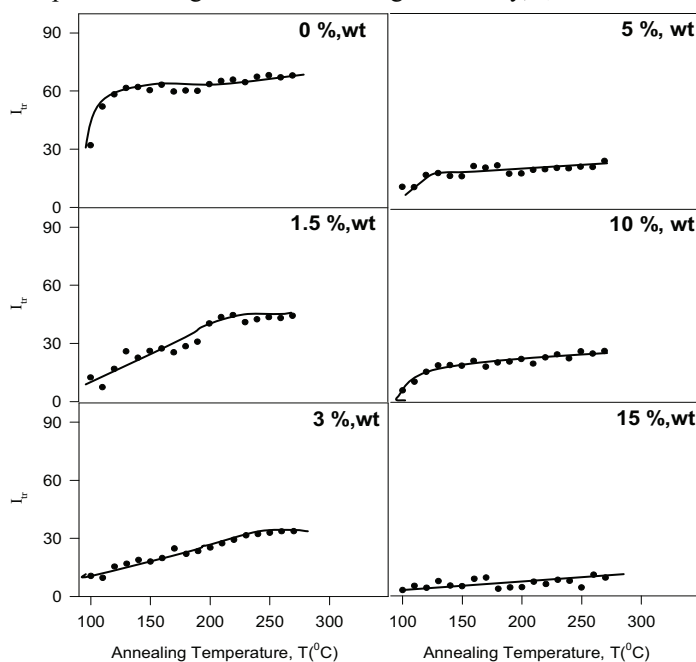 0 %,wt
5 %, wt
90
60
30
0
Itr
1.5 %,wt
10 %, wt
90
60
30
0
Itr
3 %,wt
15 %, wt
90
60
30
0
Itr
100 150 200 250 300
100 150 200 250 300
Annealing Temperature, T(0C)
Annealing Temperature, T(0C)